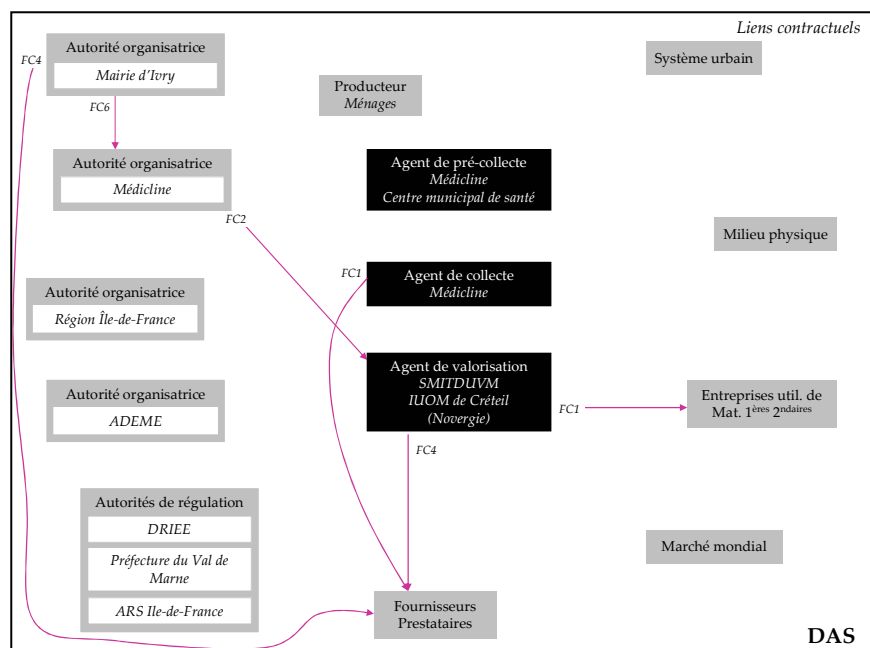 Liens contractuels
Autorité organisatrice
FC4
Mairie d'Ivry
Système urbain
Producteur
Ménages
FC6
Autorité organisatrice
Médicline
Agent de pré-collecte
Médicline
Centre municipal de santé
FC2
Milieu physique
FC1
Agent de collecte
Médicline
Autorité organisatrice
Région Île-de-France
Agent de valorisation
SMITDUVM
IUOM de Créteil
(Novergie)
FC1
Entreprises util. de
Mat. 1ères 2ndaires
Autorité organisatrice
ADEME
FC4
Autorités de régulation
DRIEE
Préfecture du Val de
Marne
ARS Ile-de-France
Marché mondial
Fournisseurs
Prestataires
DAS